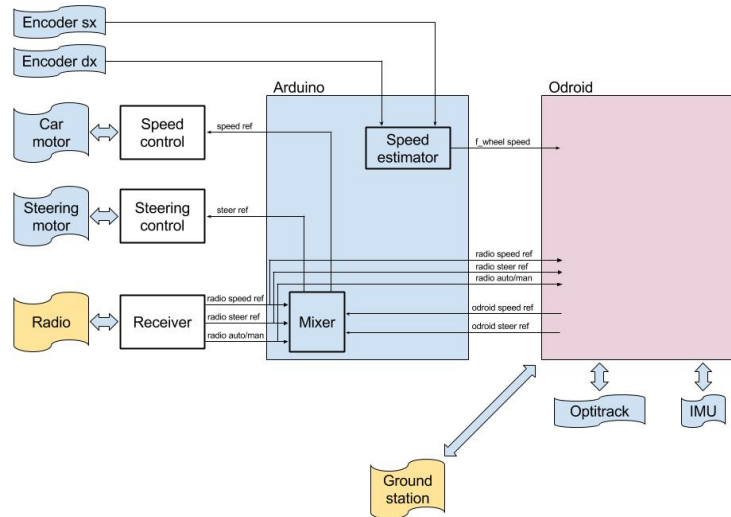 Encoder sx
Encoder dx
Arduino
Odroid
Car
motor
Speed
control
speed ref
Speed
estimator
f_wheel speed
Steering
motor
Steering
control
steer ref
radio speed ref
radio steer ref
radio auto/man
Radio
Receiver
radio speed ref
radio steer ref
radio auto/man
Mixer
odroid speed ref
odroid steer ref
Optitrack
IMU
Ground
station